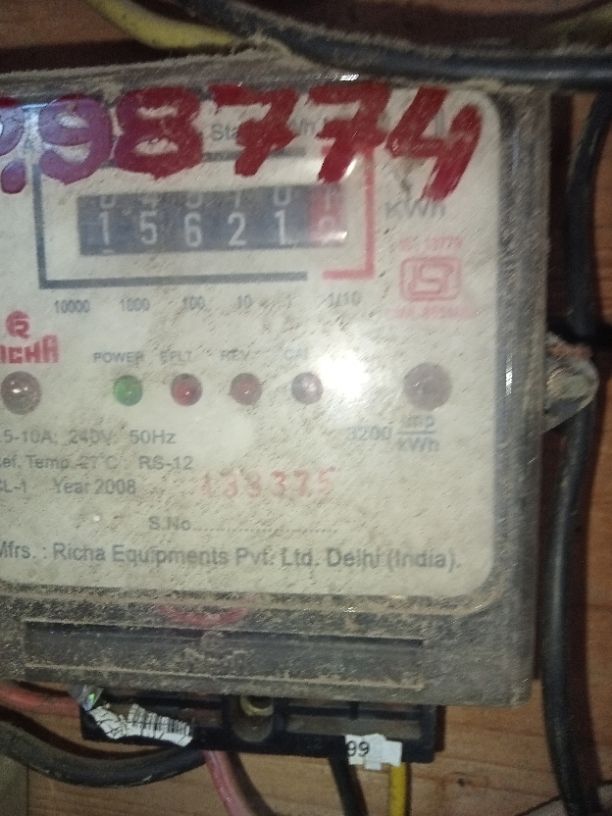 98774
KWh
15621
10000 1000 100 10 1 1/10
RICHA
POWER EPLT REV CAL
.5-10A: 240V: 50Hz
3200 imp/kWh
Ref. Temp. 27°C RS-12
CL-1 Year 2008
133375
S.No
Mfrs. : Richa Equipments Pvt. Ltd. Delhi (India).
99